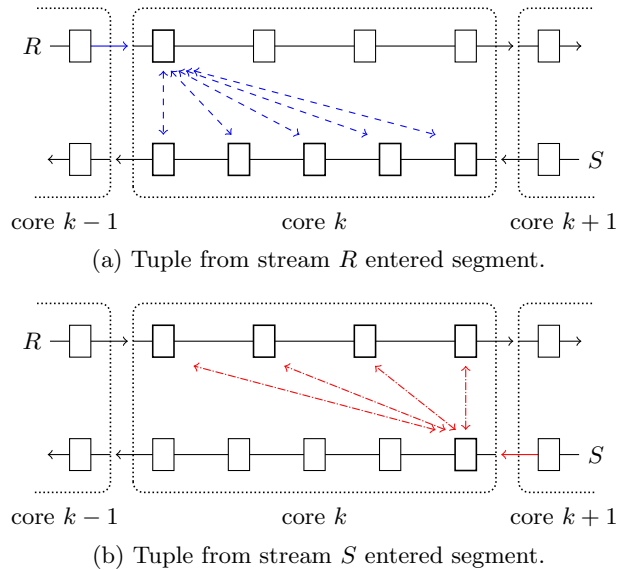 R
S
core k − 1 core k core k + 1
(a) Tuple from stream R entered segment.
R
S
core k − 1 core k core k + 1
(b) Tuple from stream S entered segment.